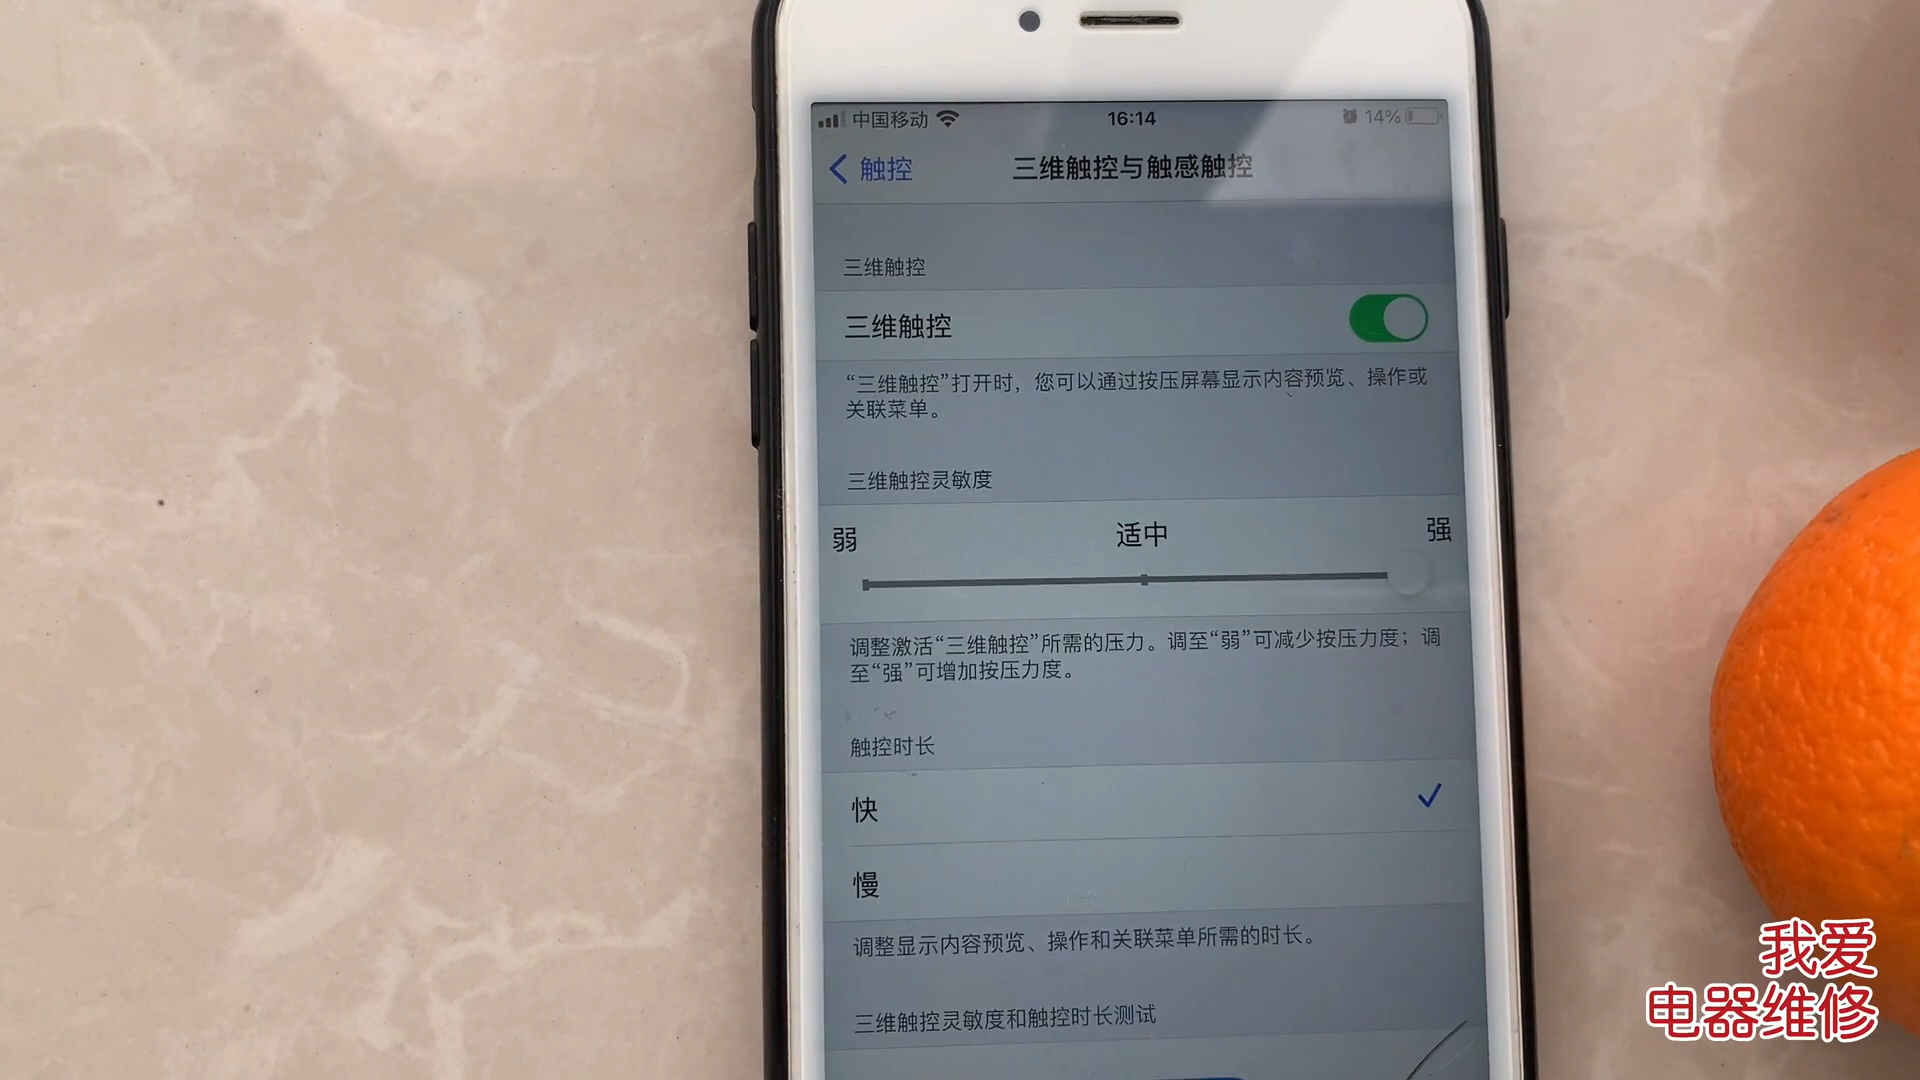 中国移动
16:14
14%
触控
三维触控与触感触控
三维触控
三维触控
“三维触控”打开时，您可以通过按压屏幕显示内容预览、操作或
关联菜单。
三维触控灵敏度
弱
适中
强
调整激活“三维触控”所需的压力。调至“弱”可减少按压力度；调
至“强”可增加按压力度。
触控时长
快
慢
调整显示内容预览、操作和关联菜单所需的时长。
三维触控灵敏度和触控时长测试
我爱
电器维修